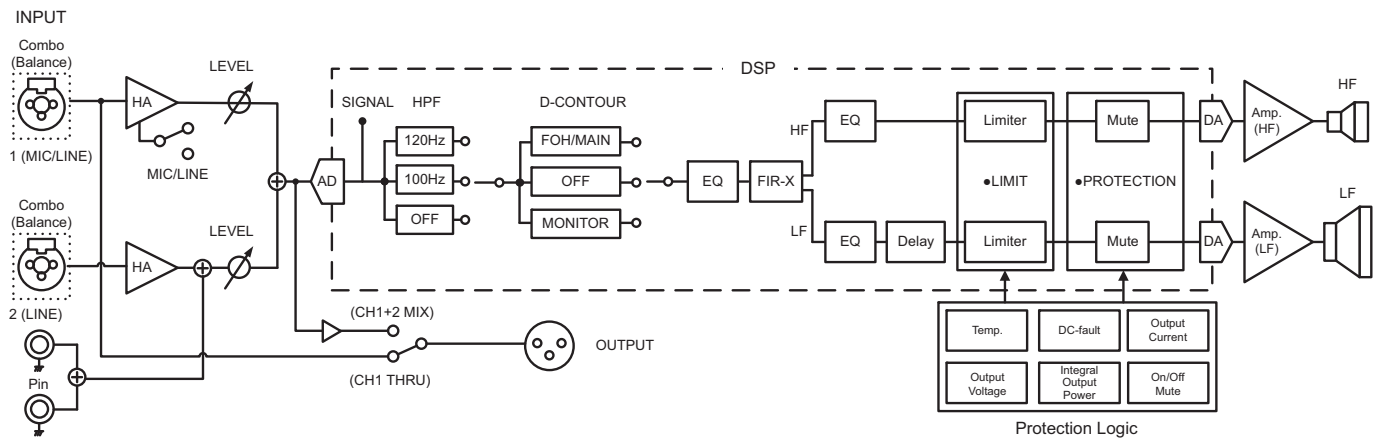 INPUT
Combo
(Balance)
1 (MIC/LINE)
HA
MIC/LINE
LEVEL
Combo
(Balance)
2 (LINE)
HA
LEVEL
Pin
DSP
AD
SIGNAL
HPF
120Hz
100Hz
OFF
D-CONTOUR
FOH/MAIN
OFF
MONITOR
EQ
FIR-X
HF
EQ
LF
EQ
Delay
Limiter
●LIMIT
Limiter
Mute
●PROTECTION
Mute
DA
Amp.
(HF)
HF
DA
Amp.
(LF)
LF
(CH1+2 MIX)
(CH1 THRU)
OUTPUT
Temp.
DC-fault
Output
Current
Output
Voltage
Integral
Output
Power
On/Off
Mute
Protection Logic